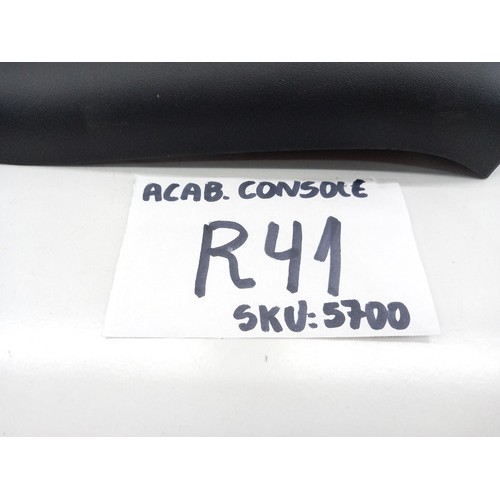 ACAB. CONSOLE
R41
SKU: 5700